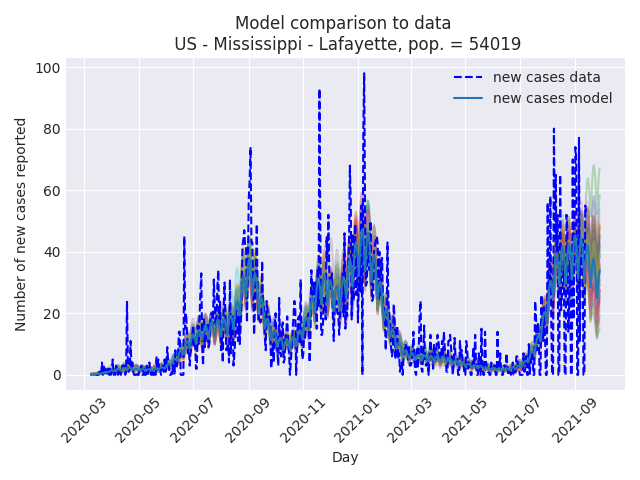 Model comparison to data
US - Mississippi - Lafayette, pop. = 54019
new cases data
new cases model
Number of new cases reported
100
80
60
40
20
0
2020-03
2020-05
2020-07
2020-09
2020-11
2021-01
2021-03
2021-05
2021-07
2021-09
Day